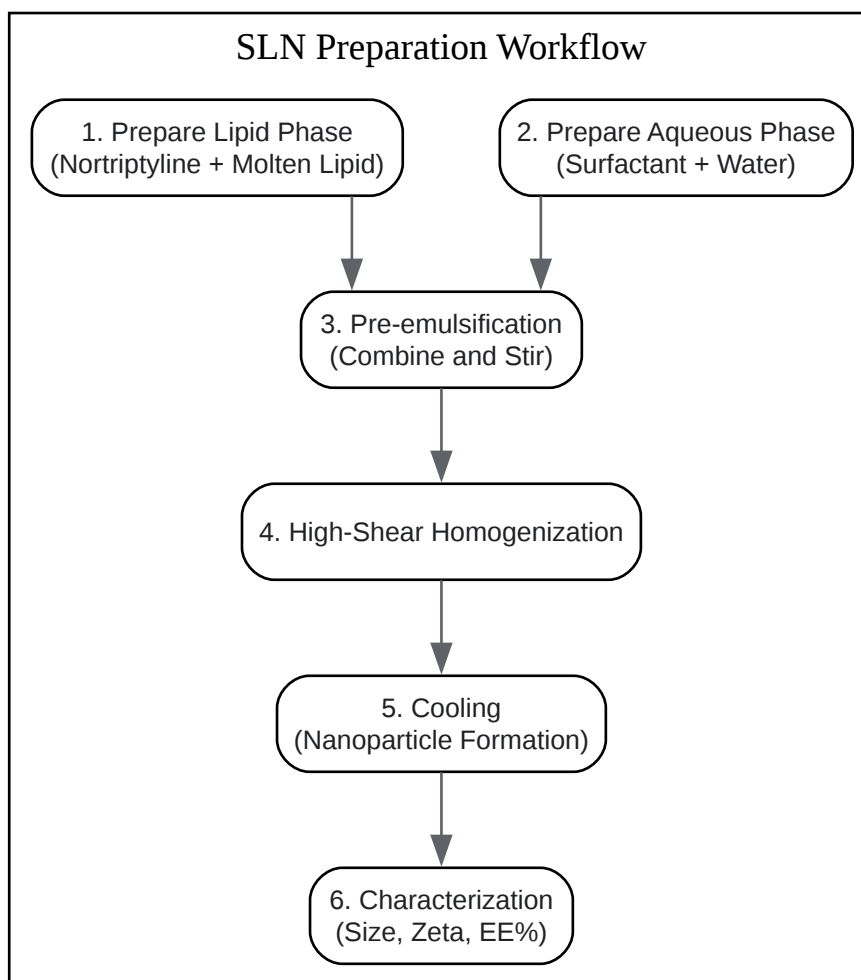 SLN Preparation Workflow
1. Prepare Lipid Phase
(Nortriptyline + Molten Lipid)
2. Prepare Aqueous Phase
(Surfactant + Water)
3. Pre-emulsification
(Combine and Stir)
4. High-Shear Homogenization
5. Cooling
(Nanoparticle Formation)
6. Characterization
(Size, Zeta, EE%)